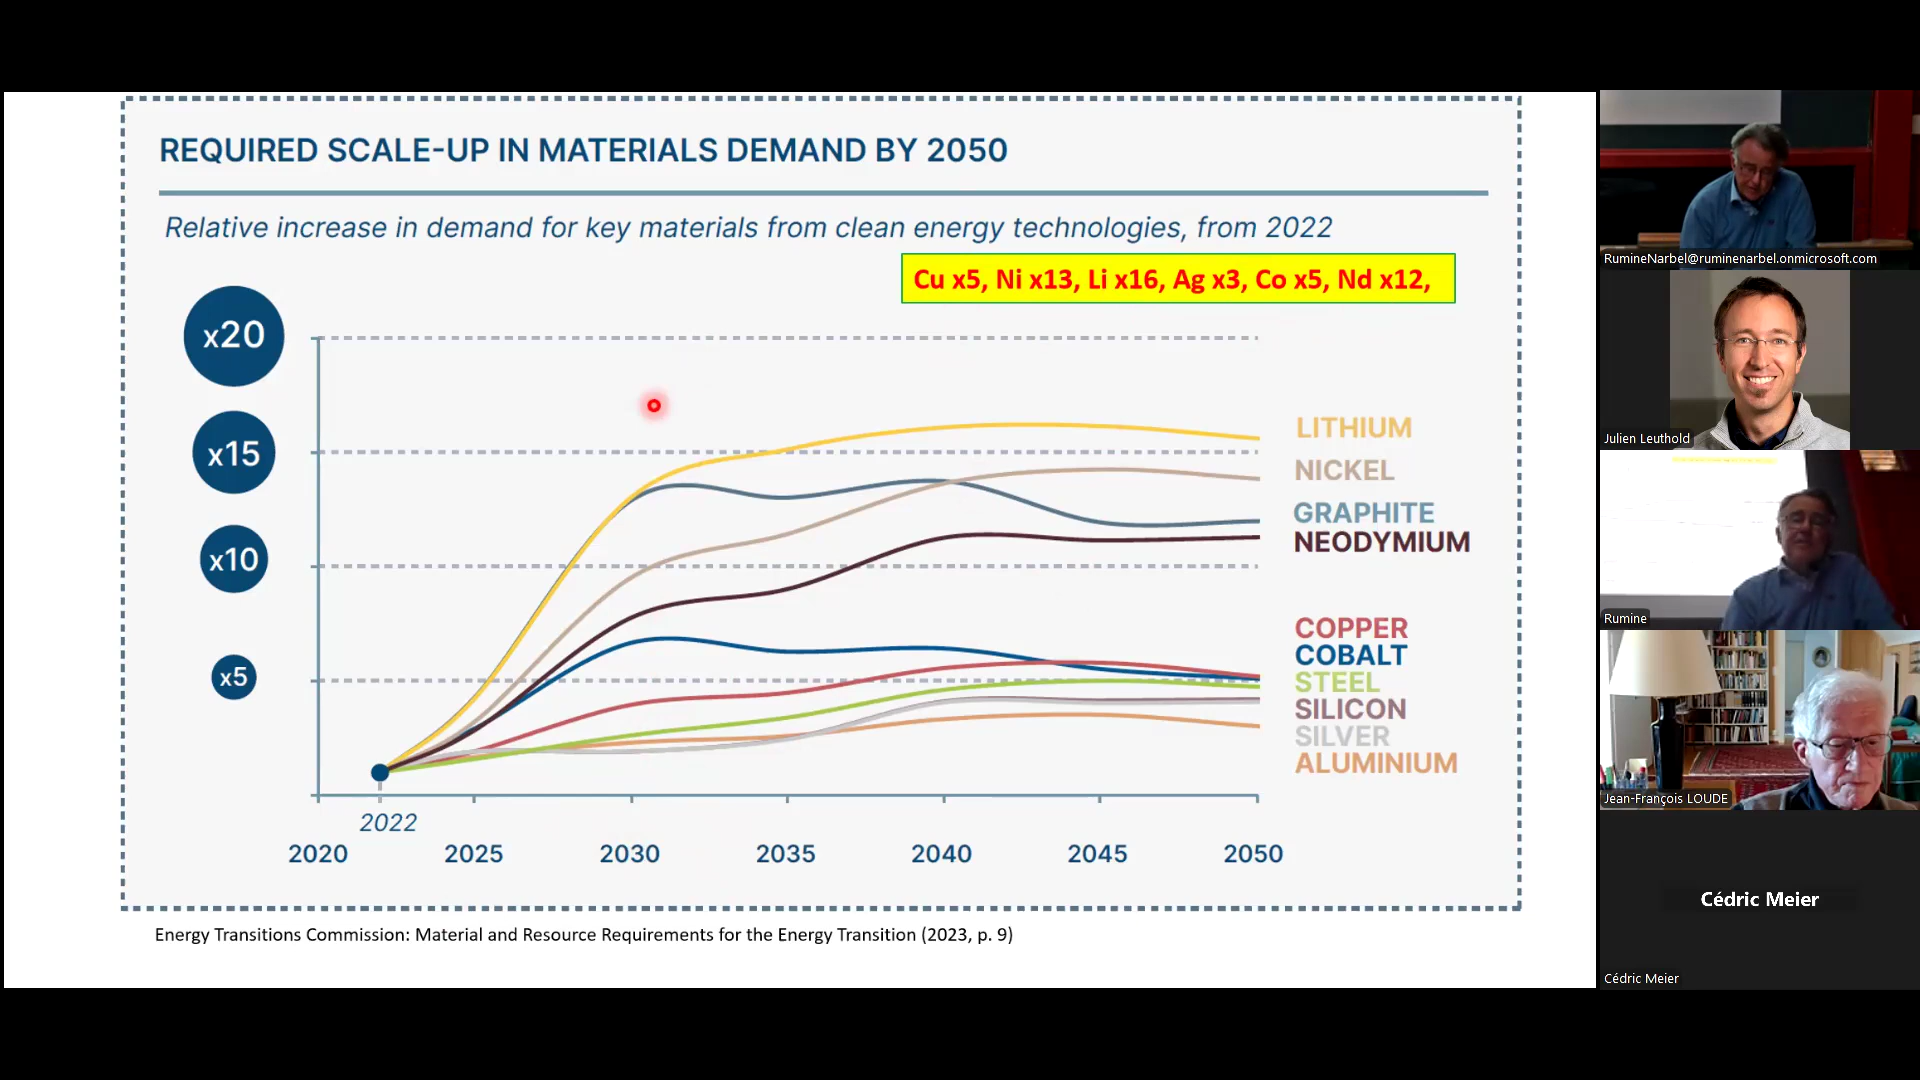 REQUIRED SCALE-UP IN MATERIALS DEMAND BY 2050
Relative increase in demand for key materials from clean energy technologies, from 2022
Cu x5, Ni x13, Li x16, Ag x3, Co x5, Nd x12,
x20
x15
x10
x5
LITHIUM
NICKEL
GRAPHITE
NEODYMIUM
COPPER
COBALT
STEEL
SILICON
SILVER
ALUMINIUM
2022
2020 2025 2030 2035 2040 2045 2050
Energy Transitions Commission: Material and Resource Requirements for the Energy Transition (2023, p. 9)
RumineNarbel@ruminenarbel.onmicrosoft.com
Julien Leuthold
Rumine
Jean-François LOUDE
Cédric Meier
Cédric Meier